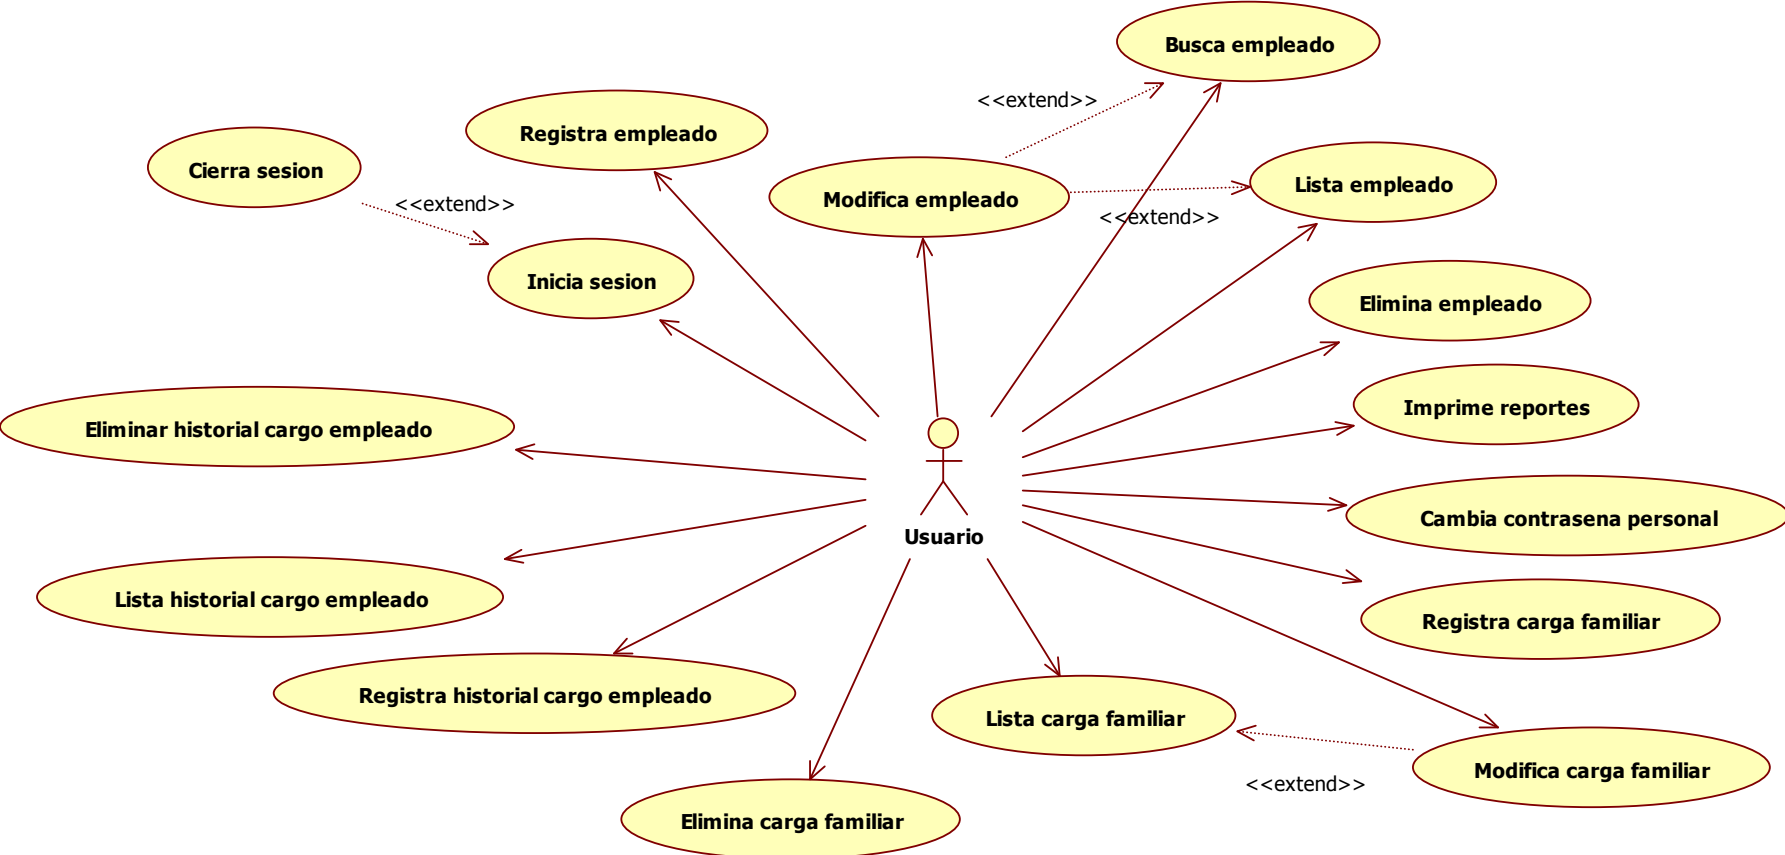 Busca empleado
<<extend>>
Registra empleado
Cierra sesion
Lista empleado
Modifica empleado
<<extend>>
<<extend>>
Inicia sesion
Elimina empleado
Imprime reportes
Eliminar historial cargo empleado
Cambia contrasena personal
Usuario
Lista historial cargo empleado
Registra carga familiar
Registra historial cargo empleado
Lista carga familiar
Modifica carga familiar
<<extend>>
Elimina carga familiar